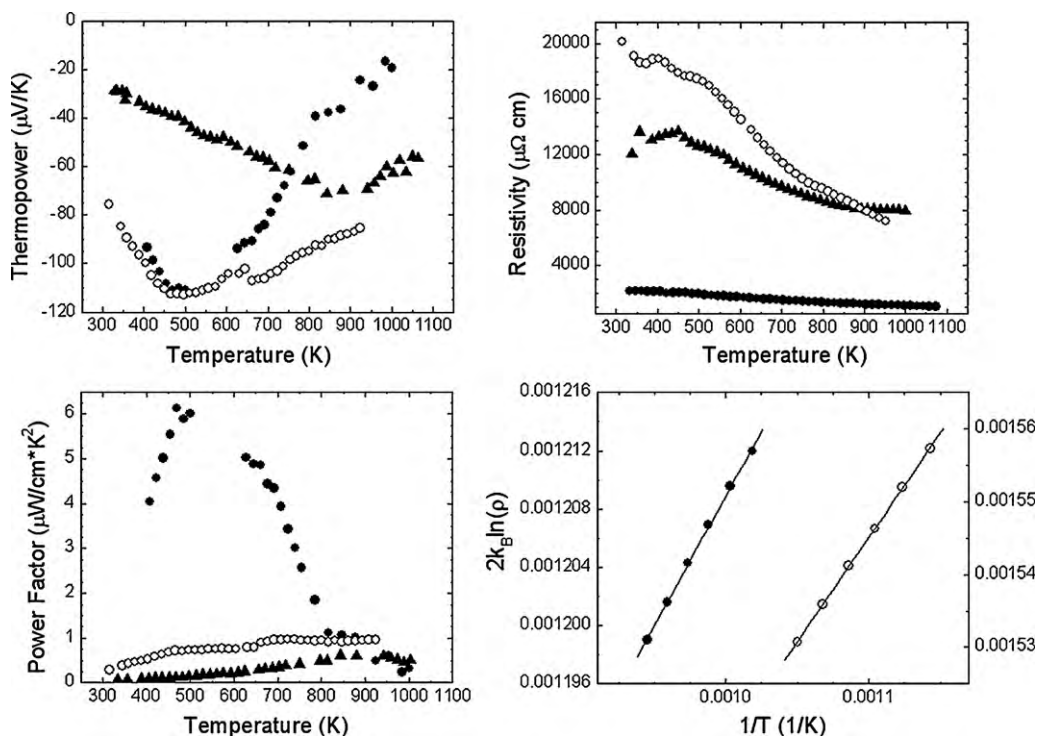 0
-20
-40
-60
-80
-100
-120
Thermopower (μV/K)
300 400 500 600 700 800 900 1000 1100
Temperature (K)
20000
16000
12000
8000
4000
Resistivity (μΩ cm)
300 400 500 600 700 800 900 1000 1100
Temperature (K)
6
5
4
3
2
1
0
Power Factor (μW/cm*K²)
300 400 500 600 700 800 900 1000 1100
Temperature (K)
0.001216
0.001212
0.001208
0.001204
0.001200
0.001196
2k_B ln(ρ)
0.00156
0.00155
0.00154
0.00153
0.0010 0.0011
1/T (1/K)